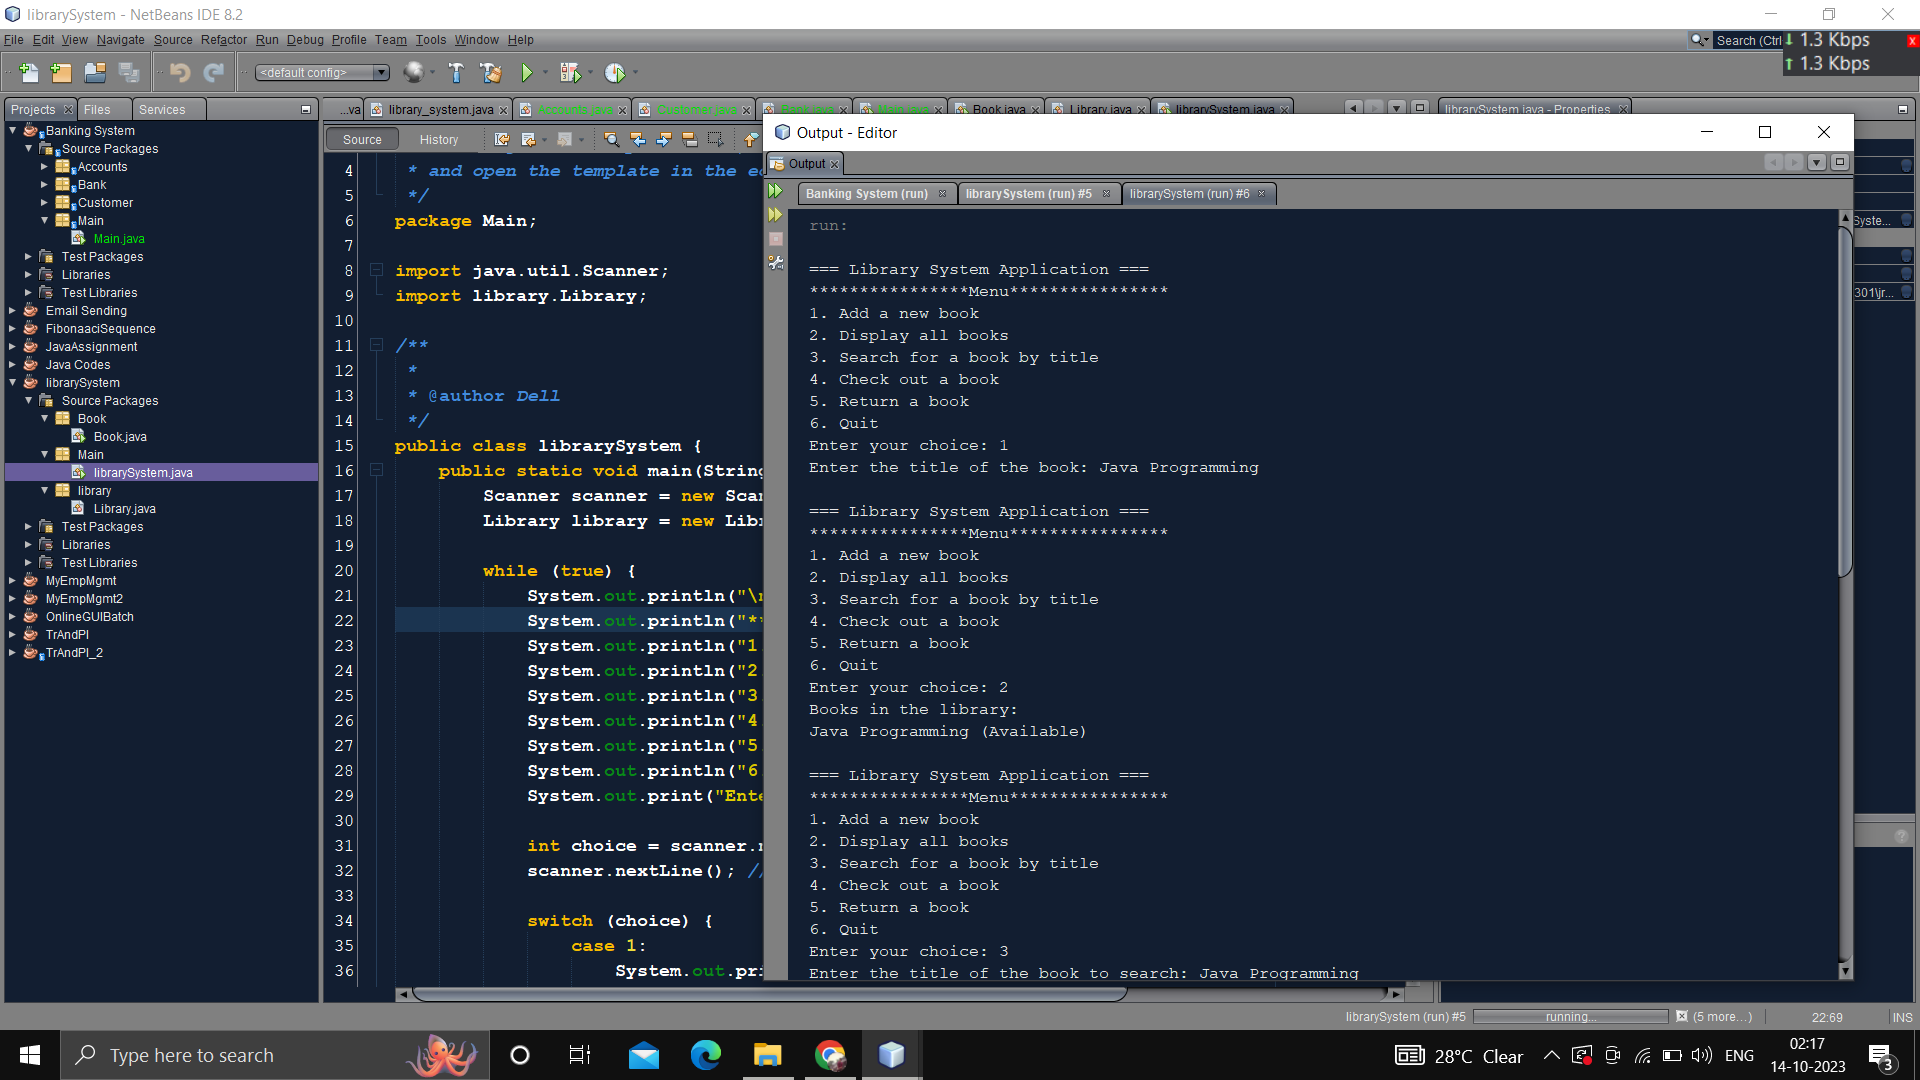 librarySystem - NetBeans IDE 8.2
File Edit View Navigate Source Refactor Run Debug Profile Team Tools Window Help
Search (Ctrl
1.3 Kbps
1.3 Kbps
<default config>
Projects Files Services
Banking System
Source Packages
Accounts
Bank
Customer
Main
Main.java
Test Packages
Libraries
Test Libraries
Email Sending
FibonaaciSequence
JavaAssignment
Java Codes
librarySystem
Source Packages
Book
Book.java
Main
librarySystem.java
library
Library.java
Test Packages
Libraries
Test Libraries
MyEmpMgmt
MyEmpMgmt2
OnlineGUIBatch
TrAndPI
TrAndPI_2
...va library_system.java Accounts.java Customer.java Bank.java Main.java Book.java Library.java librarySystem.java
Source History
4 * and open the template in the e
5 */
6 package Main;
7
8 import java.util.Scanner;
9 import library.Library;
10
11 /**
12 *
13 * @author Dell
14 */
15 public class librarySystem {
16 public static void main(String
17 Scanner scanner = new Scan
18 Library library = new Libr
19
20 while (true) {
21 System.out.println("\n
22 System.out.println("**
23 System.out.println("1.
24 System.out.println("2.
25 System.out.println("3.
26 System.out.println("4.
27 System.out.println("5.
28 System.out.println("6.
29 System.out.print("Ente
30
31 int choice = scanner.n
32 scanner.nextLine(); //
33
34 switch (choice) {
35 case 1:
36 System.out.pri
librarySystem.java - Properties
Syste...
301\jr...
Output - Editor
Output
Banking System (run) librarySystem (run) #5 librarySystem (run) #6
run:
=== Library System Application ===
****************Menu****************
1. Add a new book
2. Display all books
3. Search for a book by title
4. Check out a book
5. Return a book
6. Quit
Enter your choice: 1
Enter the title of the book: Java Programming
=== Library System Application ===
****************Menu****************
1. Add a new book
2. Display all books
3. Search for a book by title
4. Check out a book
5. Return a book
6. Quit
Enter your choice: 2
Books in the library:
Java Programming (Available)
=== Library System Application ===
****************Menu****************
1. Add a new book
2. Display all books
3. Search for a book by title
4. Check out a book
5. Return a book
6. Quit
Enter your choice: 3
Enter the title of the book to search: Java Programming
librarySystem (run) #5 running... (5 more...) 22:69 INS
Type here to search
28°C Clear
ENG
02:17
14-10-2023
3